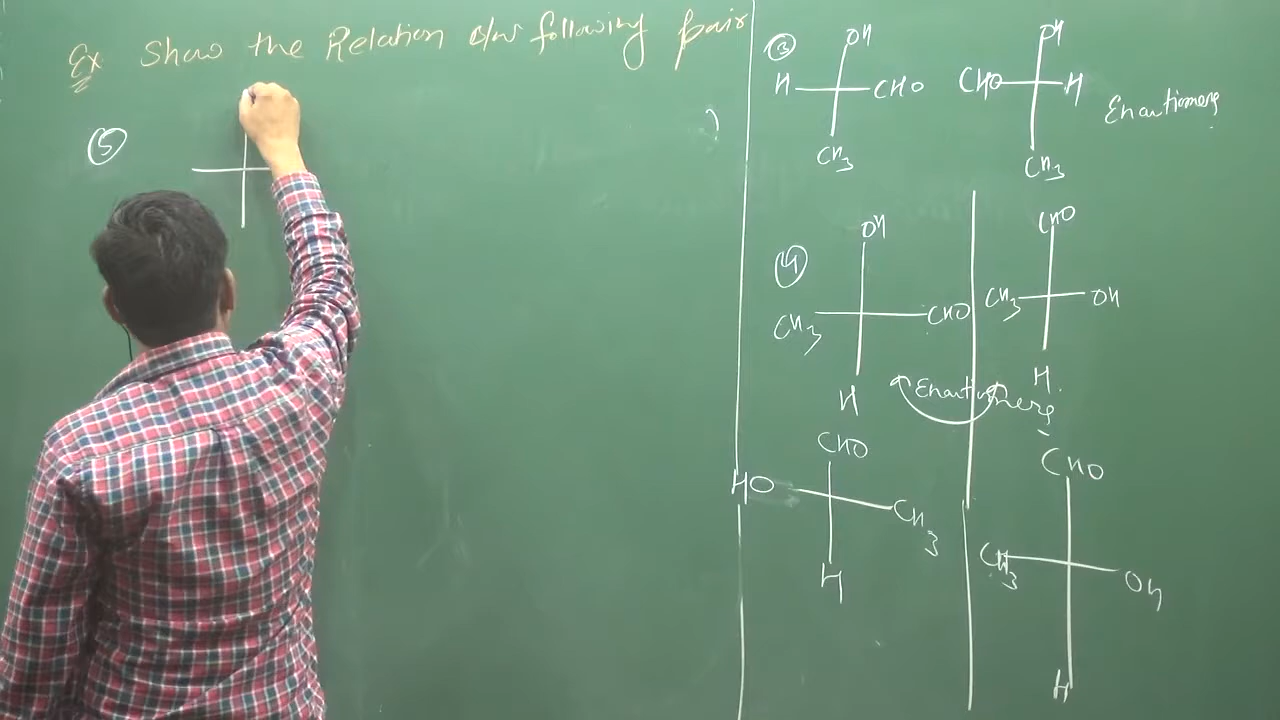 Ex Show the Relation b/w following pair
5
3
OH
H CHO
CH3
OH
CHO H
CH3
Enantiomers
4
OH
CH3 CHO
H
CHO
CH3 OH
H
Enantiomers
CHO
HO CH3
H
CHO
CH3 OH
H